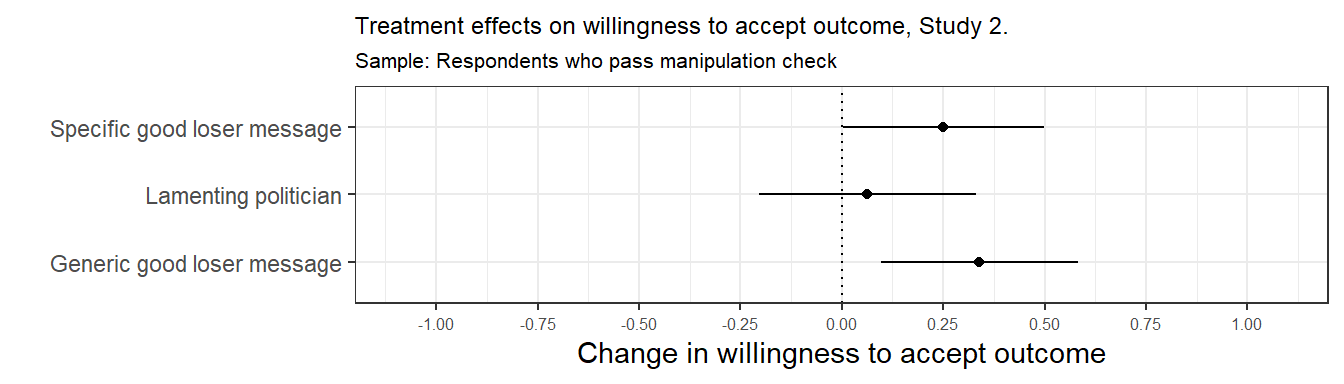 Treatment effects on willingness to accept outcome, Study 2.
Sample: Respondents who pass manipulation check
Specific good loser message
Lamenting politician
Generic good loser message
-1.00 -0.75 -0.50 -0.25 0.00 0.25 0.50 0.75 1.00
Change in willingness to accept outcome